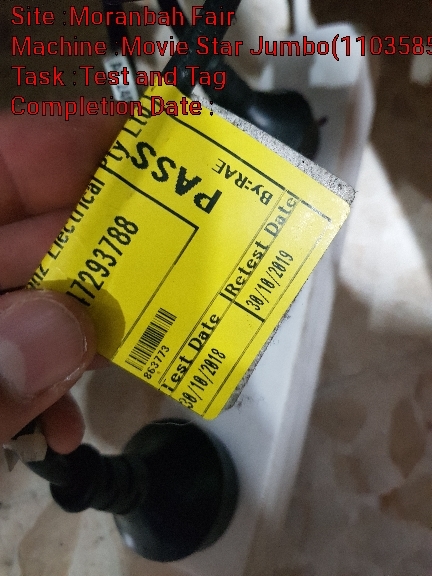 Site :Moranbah Fair
Machine :Movie Star Jumbo(1103585
Task :Test and Tag
Completion Date :
Electrical Pty
PASS
By:RAE
17293788
863773
Test Date
30/10/2018
Retest Date
30/10/2019